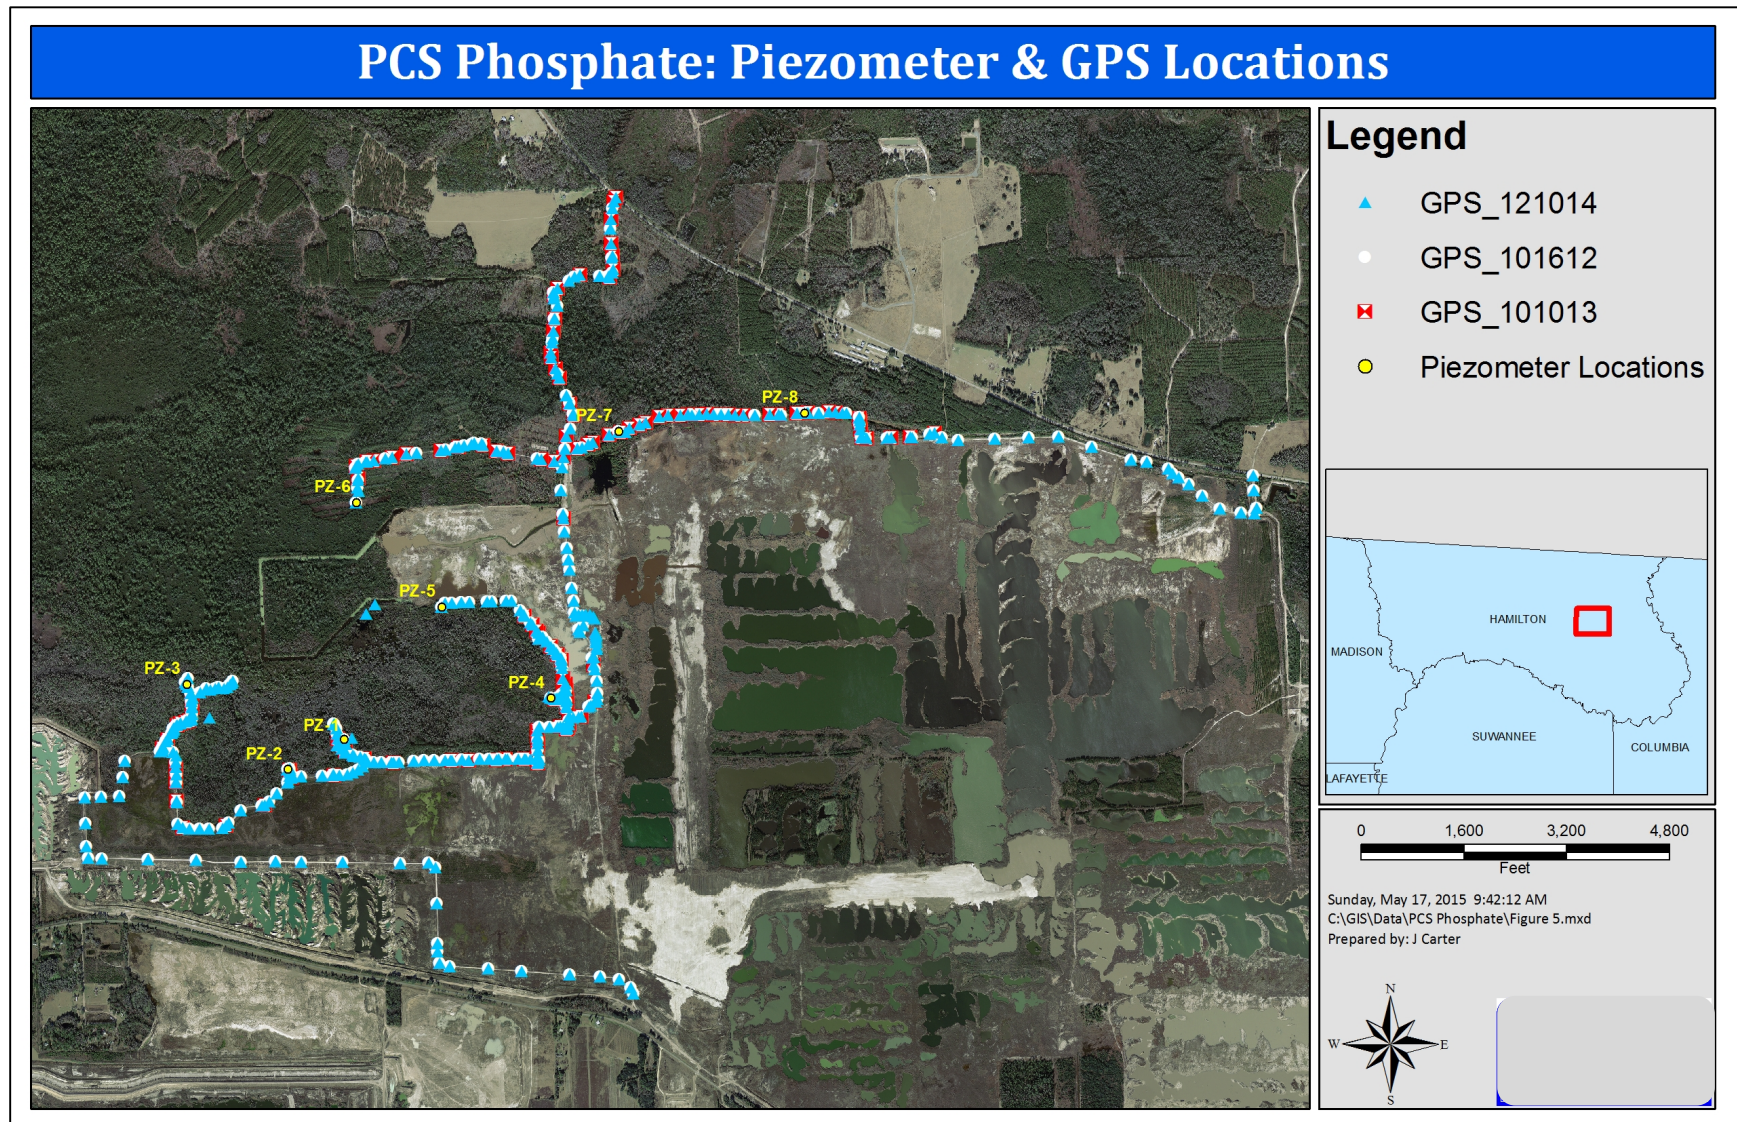 PCS Phosphate: Piezometer & GPS Locations
PZ-8
PZ-7
PZ-6
PZ-5
PZ-3
PZ-4
PZ-1
PZ-2
Legend
GPS_121014
GPS_101612
GPS_101013
Piezometer Locations
HAMILTON
MADISON
SUWANNEE
COLUMBIA
LAFAYETTE
0 1,600 3,200 4,800
Feet
Sunday, May 17, 2015 9:42:12 AM
C:\GIS\Data\PCS Phosphate\Figure 5.mxd
Prepared by: J Carter
N
W E
S